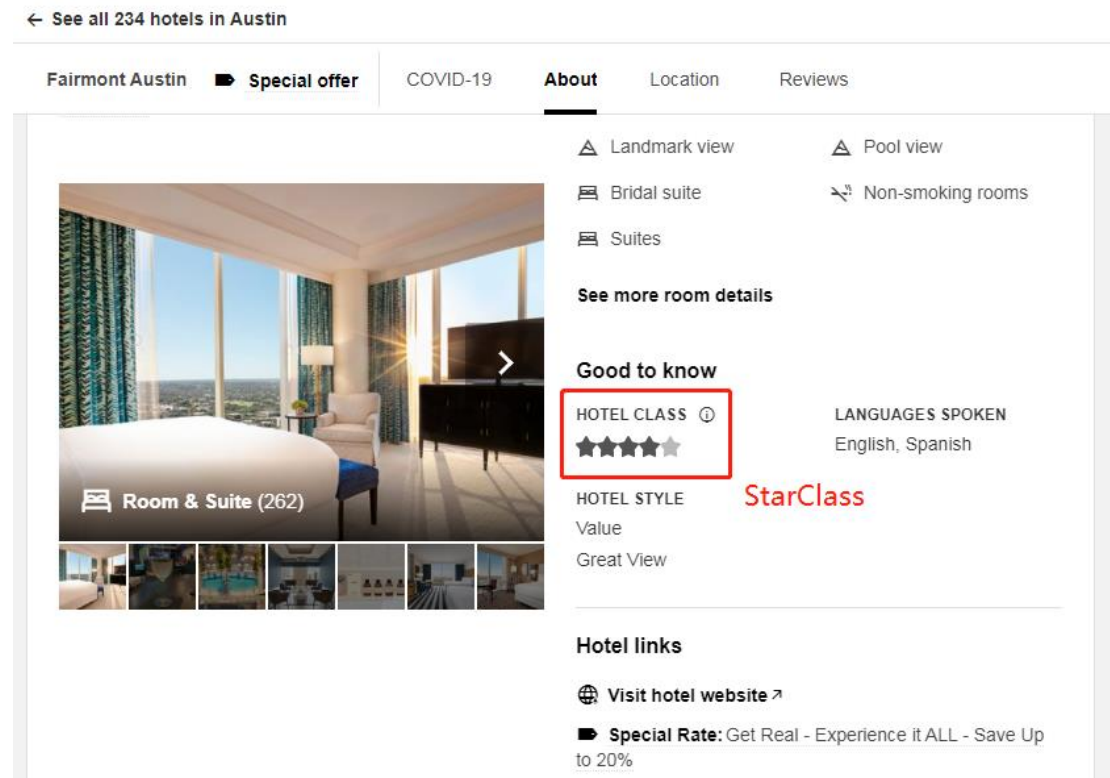 ← See all 234 hotels in Austin
Fairmont Austin Special offer COVID-19 About Location Reviews
Landmark view Pool view
Bridal suite Non-smoking rooms
Suites
See more room details
Good to know
HOTEL CLASS LANGUAGES SPOKEN
English, Spanish
HOTEL STYLE StarClass
Value
Great View
Room & Suite (262)
Hotel links
Visit hotel website
Special Rate: Get Real - Experience it ALL - Save Up
to 20%